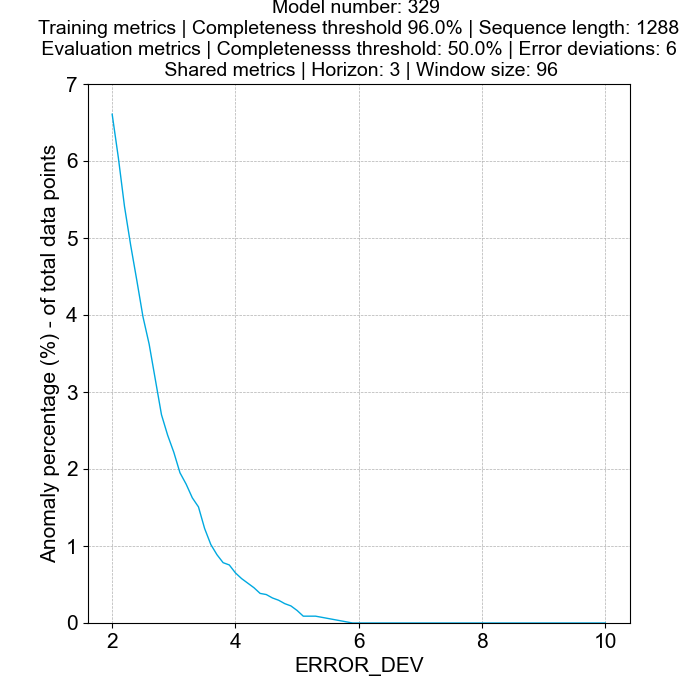 Model number: 329
Training metrics | Completeness threshold 96.0% | Sequence length: 1288
Evaluation metrics | Completenesss threshold: 50.0% | Error deviations: 6
Shared metrics | Horizon: 3 | Window size: 96
7
6
5
4
3
2
1
0
Anomaly percentage (%) - of total data points
2 4 6 8 10
ERROR_DEV